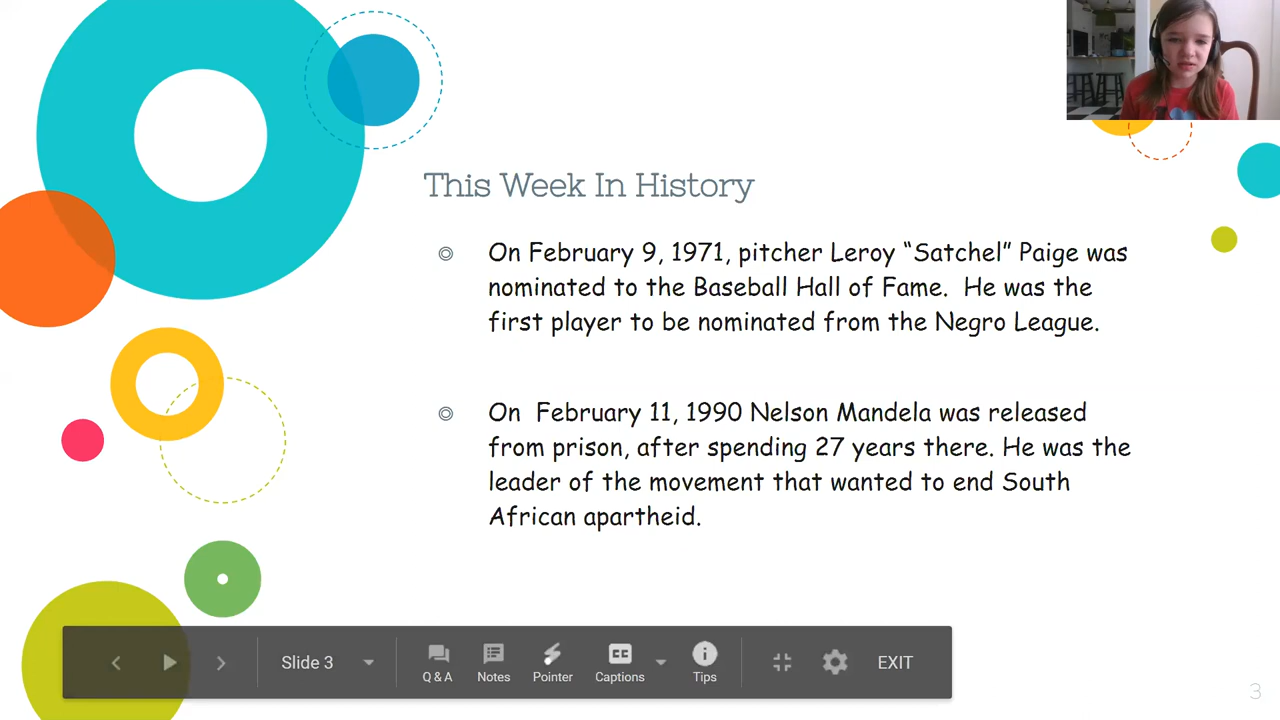 This Week In History
On February 9, 1971, pitcher Leroy “Satchel” Paige was
nominated to the Baseball Hall of Fame.  He was the
first player to be nominated from the Negro League.
On  February 11, 1990 Nelson Mandela was released
from prison, after spending 27 years there. He was the
leader of the movement that wanted to end South
African apartheid.
Slide 3
Q & A
Notes
Pointer
CC
Captions
Tips
EXIT
3